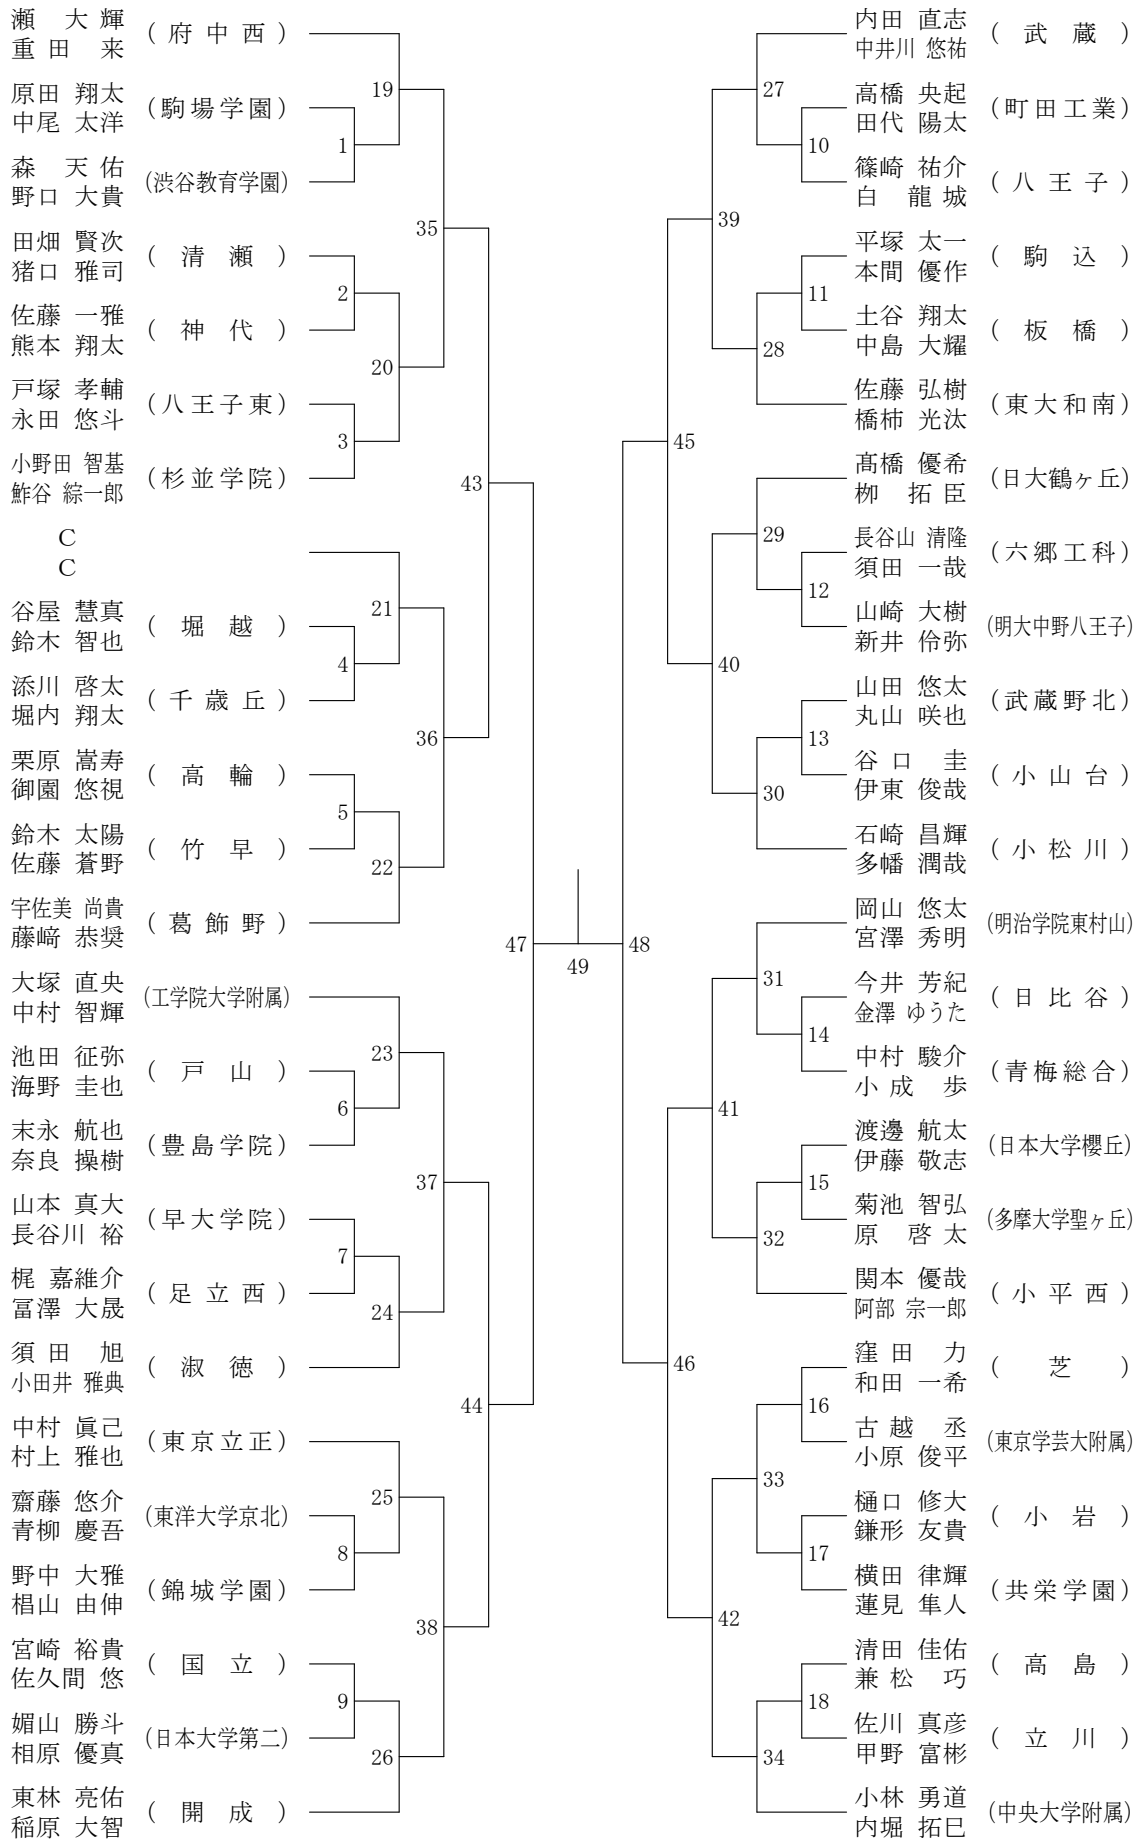 瀬 大輝
重田 来
(府中西)
原田 翔太
中尾 太洋
(駒場学園)
森 天佑
野口 大貴
(渋谷教育学園)
田畑 賢次
猪口 雅司
(清瀬)
佐藤 一雅
熊本 翔太
(神代)
戸塚 孝輔
永田 悠斗
(八王子東)
小野田 智基
鮓谷 綜一郎
(杉並学院)
C
C
谷屋 慧真
鈴木 智也
(堀越)
添川 啓太
堀内 翔太
(千歳丘)
栗原 嵩寿
御園 悠視
(高輪)
鈴木 太陽
佐藤 蒼野
(竹早)
宇佐美 尚貴
藤﨑 恭奨
(葛飾野)
大塚 直央
中村 智輝
(工学院大学附属)
池田 征弥
海野 圭也
(戸山)
末永 航也
奈良 操樹
(豊島学院)
山本 真大
長谷川 裕
(早大学院)
梶 嘉維介
冨澤 大晟
(足立西)
須田 旭
小田井 雅典
(淑徳)
中村 眞己
村上 雅也
(東京立正)
齋藤 悠介
青柳 慶吾
(東洋大学京北)
野中 大雅
椙山 由伸
(錦城学園)
宮崎 裕貴
佐久間 悠
(国立)
媚山 勝斗
相原 優真
(日本大学第二)
東林 亮佑
稲原 大智
(開成)
1
2
3
4
5
6
7
8
9
19
20
21
22
23
24
25
26
35
36
37
38
43
44
47
49
48
45
46
39
40
41
42
27
28
29
30
31
32
33
34
10
11
12
13
14
15
16
17
18
内田 直志
中井川 悠祐
(武蔵)
高橋 央起
田代 陽太
(町田工業)
篠崎 祐介
白 龍城
(八王子)
平塚 太一
本間 優作
(駒込)
土谷 翔太
中島 大耀
(板橋)
佐藤 弘樹
橋柿 光汰
(東大和南)
髙橋 優希
栁 拓臣
(日大鶴ヶ丘)
長谷山 清隆
須田 一哉
(六郷工科)
山崎 大樹
新井 伶弥
(明大中野八王子)
山田 悠太
丸山 咲也
(武蔵野北)
谷口 圭
伊東 俊哉
(小山台)
石崎 昌輝
多幡 潤哉
(小松川)
岡山 悠太
宮澤 秀明
(明治学院東村山)
今井 芳紀
金澤 ゆうた
(日比谷)
中村 駿介
小成 歩
(青梅総合)
渡邊 航太
伊藤 敬志
(日本大学櫻丘)
菊池 智弘
原 啓太
(多摩大学聖ヶ丘)
関本 優哉
阿部 宗一郎
(小平西)
窪田 力
和田 一希
(芝)
古越 丞
小原 俊平
(東京学芸大附属)
樋口 修大
鎌形 友貴
(小岩)
横田 律輝
蓮見 隼人
(共栄学園)
清田 佳佑
兼松 巧
(高島)
佐川 真彦
甲野 富彬
(立川)
小林 勇道
内堀 拓巳
(中央大学附属)